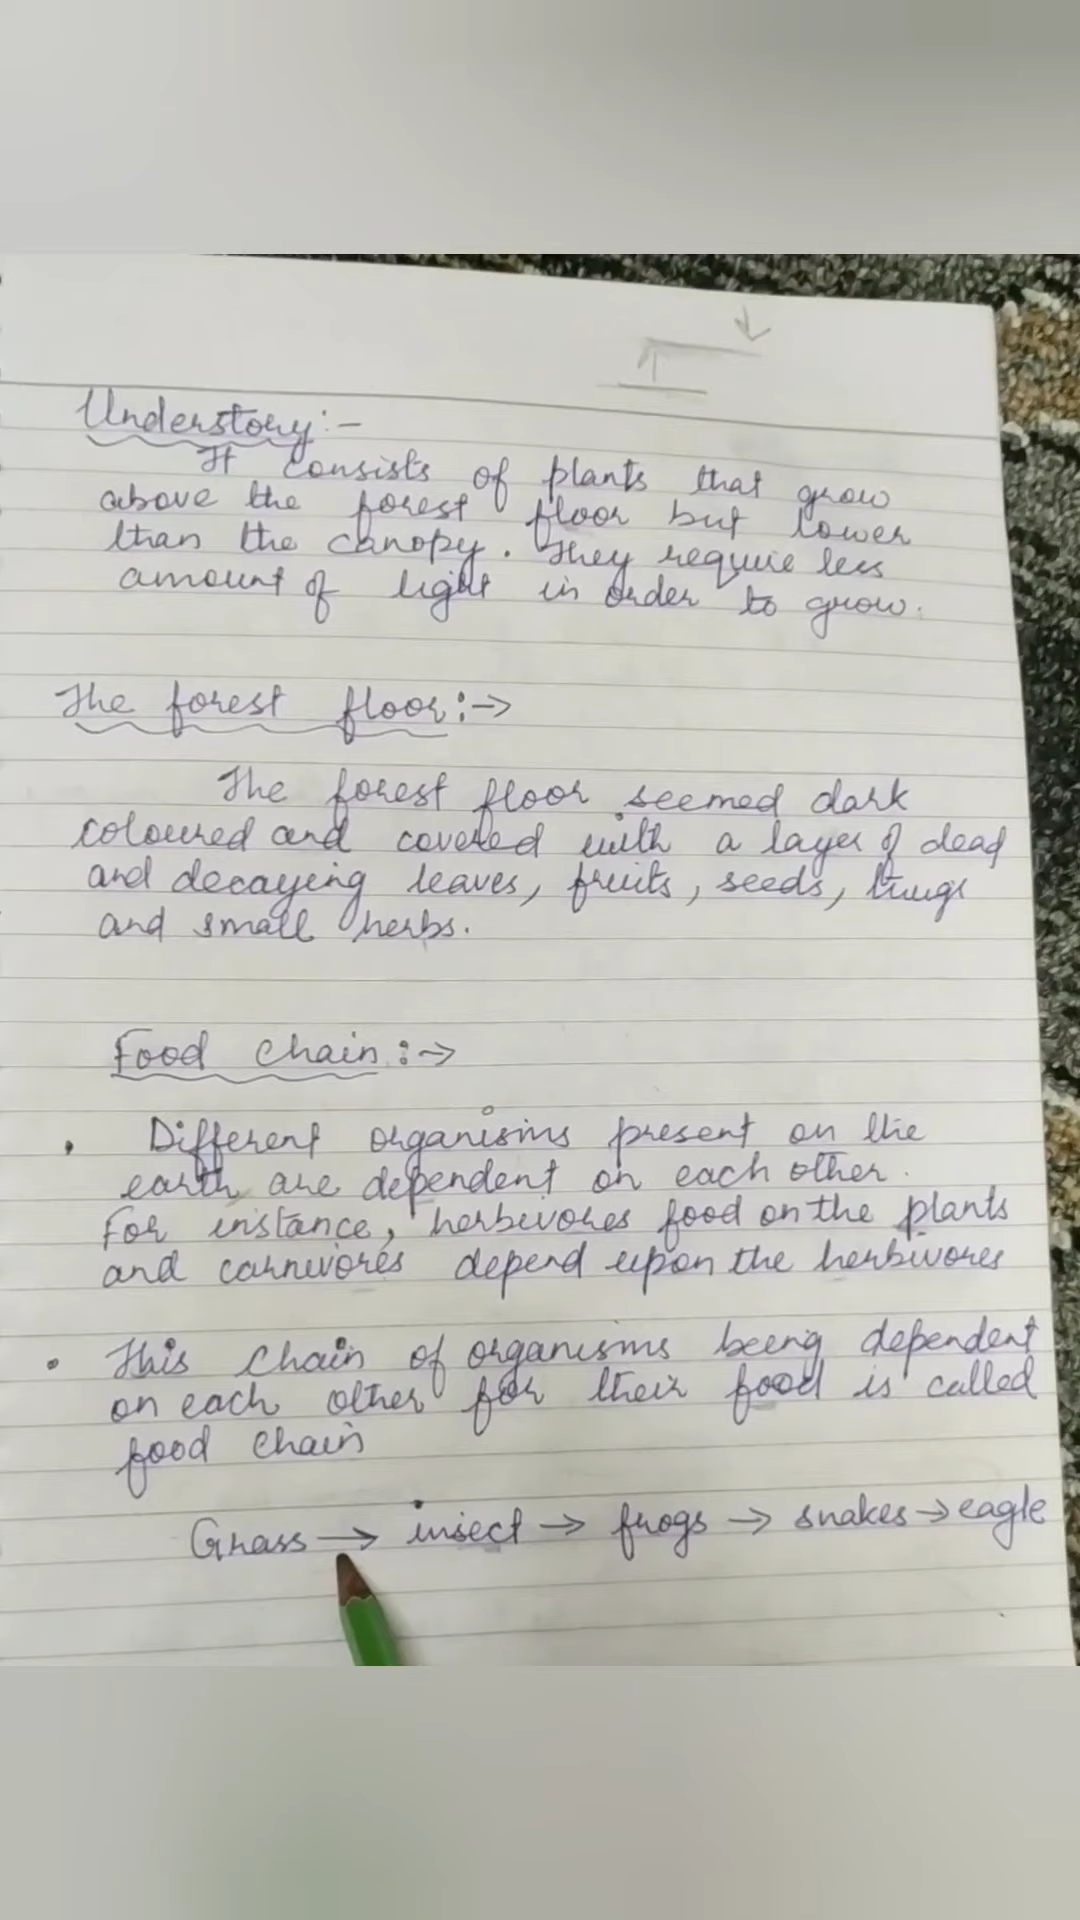 Understory:-
It consists of plants that grow
above the forest floor but lower
than the canopy. They require less
amount of light in order to grow.
The forest floor:->
The forest floor seemed dark
coloured and covered with a layer of dead
and decaying leaves, fruits, seeds, twigs
and small herbs.
Food chain:->
• Different organisms present on the
earth are dependent on each other.
For instance, herbivores food on the plants
and carnivores depend upon the herbivores
• This chain of organisms being dependent
on each other for their food is called
food chain
Grass → insect → frogs → snakes → eagle